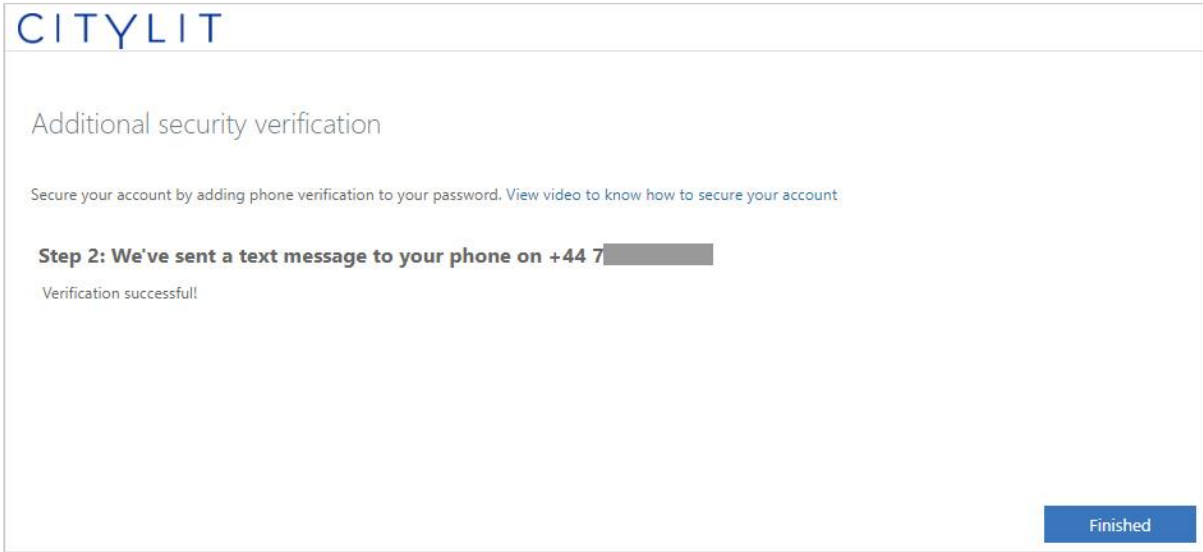 CITYLIT
Additional security verification
Secure your account by adding phone verification to your password. View video to know how to secure your account
Step 2: We've sent a text message to your phone on +44 7
Verification successful!
Finished